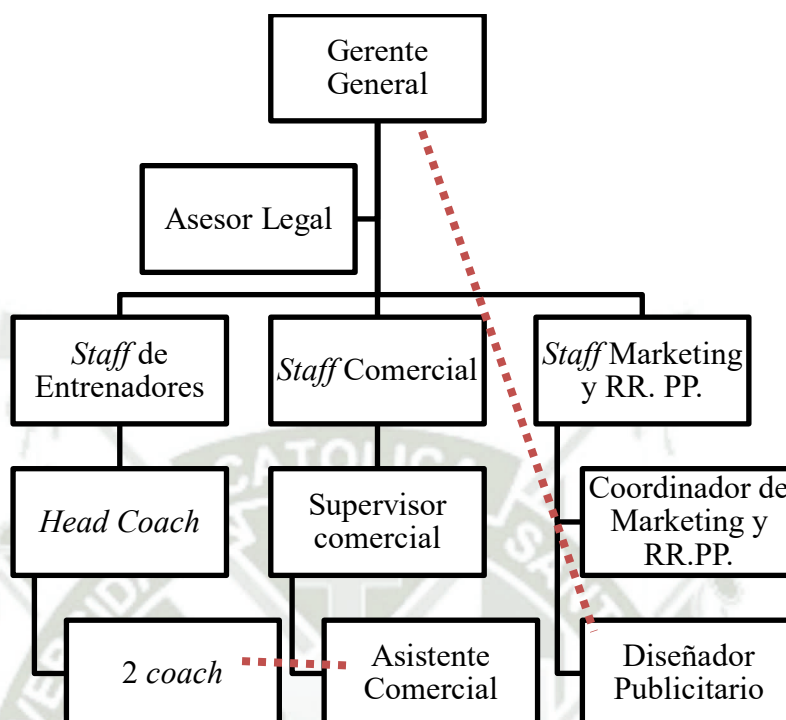 Gerente
General
Asesor Legal
Staff de
Entrenadores
Staff Comercial
Staff Marketing
y RR. PP.
Head Coach
Supervisor
comercial
Coordinador de
Marketing y
RR.PP.
2 coach
Asistente
Comercial
Diseñador
Publicitario
CATOLICA